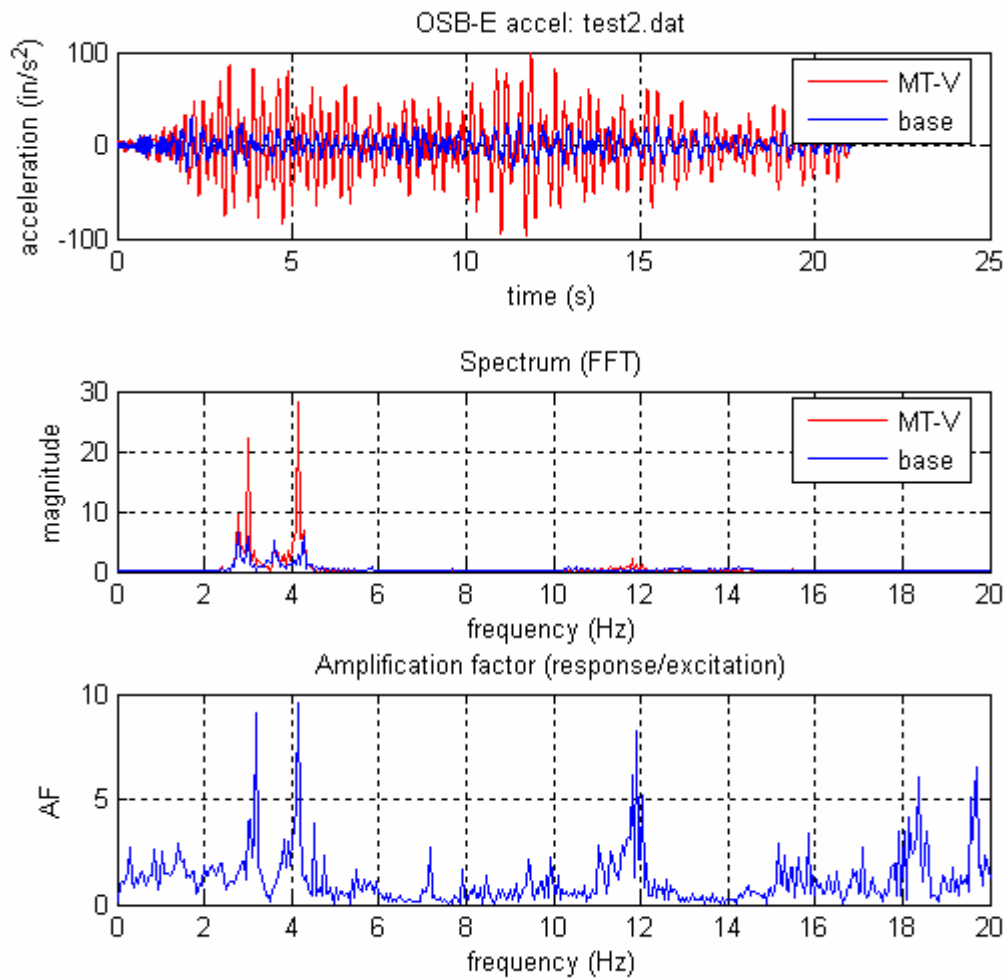 OSB-E accel: test2.dat
acceleration (in/s²)
100
0
-100
MT-V
base
0 5 10 15 20 25
time (s)
Spectrum (FFT)
magnitude
30
20
10
0
MT-V
base
0 2 4 6 8 10 12 14 16 18 20
frequency (Hz)
Amplification factor (response/excitation)
AF
10
5
0
0 2 4 6 8 10 12 14 16 18 20
frequency (Hz)